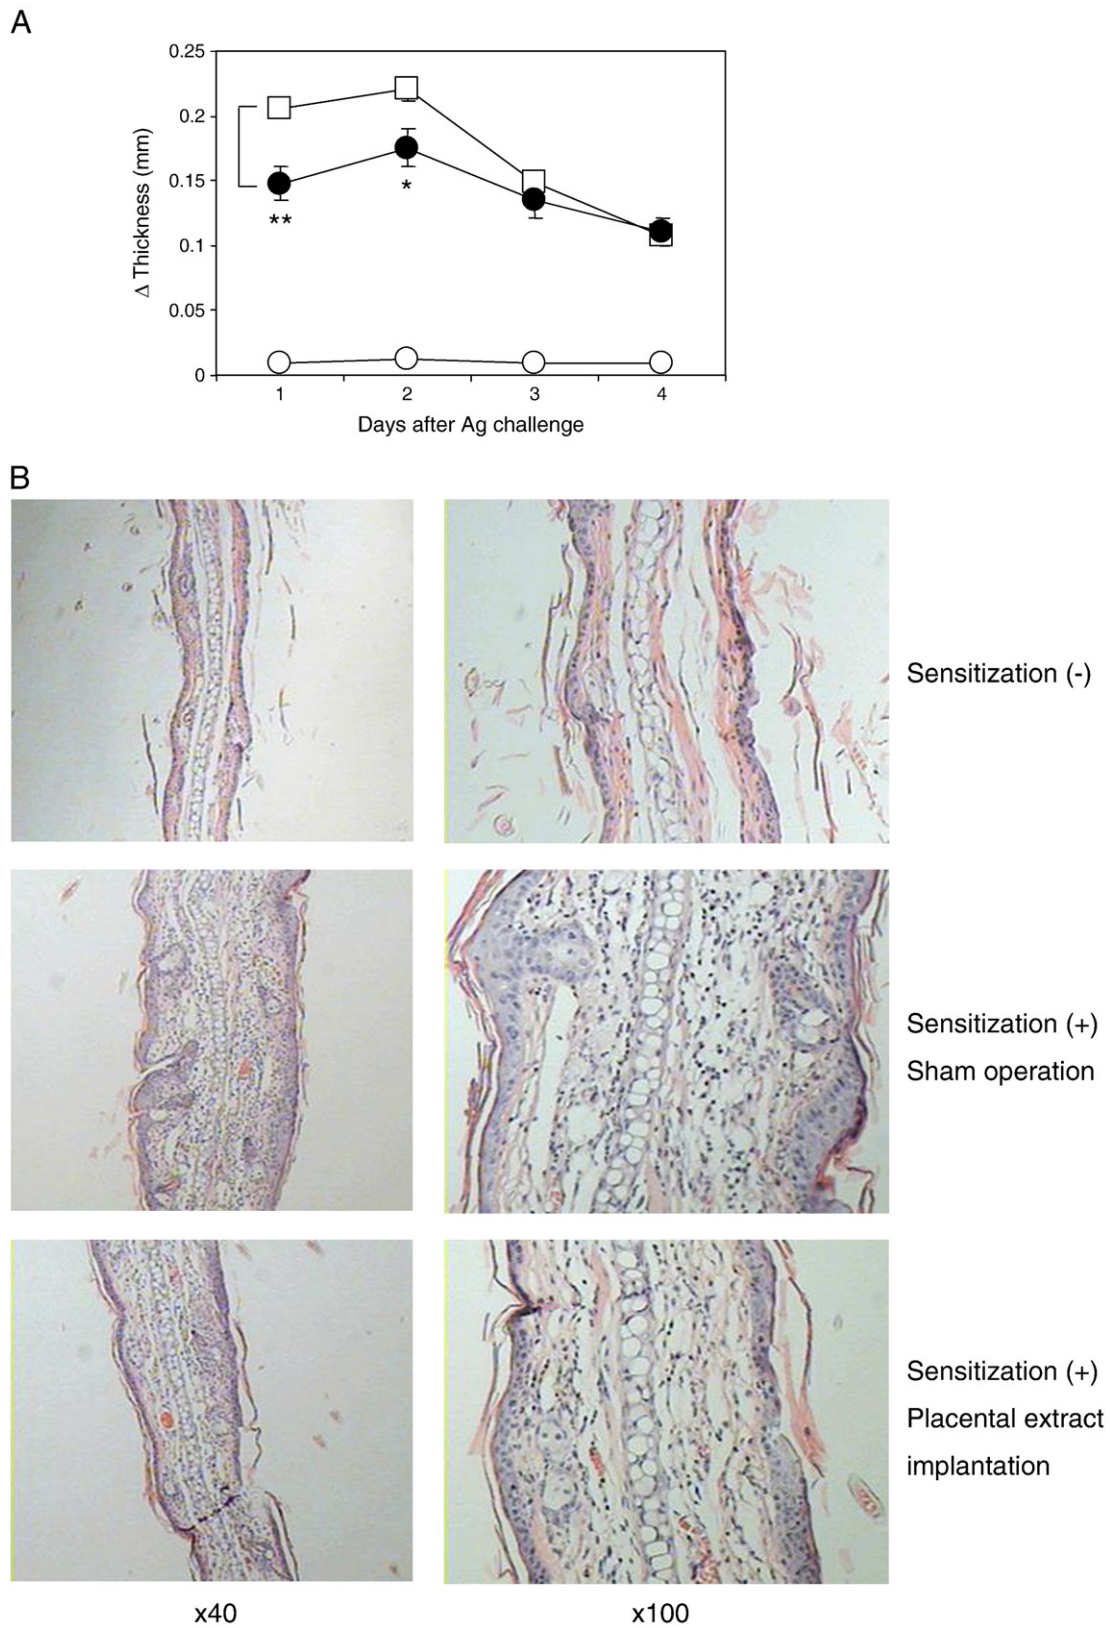 A
0.25
0.2
0.15
0.1
0.05
0
Δ Thickness (mm)
**
*
1 2 3 4
Days after Ag challenge
B
Sensitization (-)
Sensitization (+)
Sham operation
Sensitization (+)
Placental extract
implantation
x40 x100